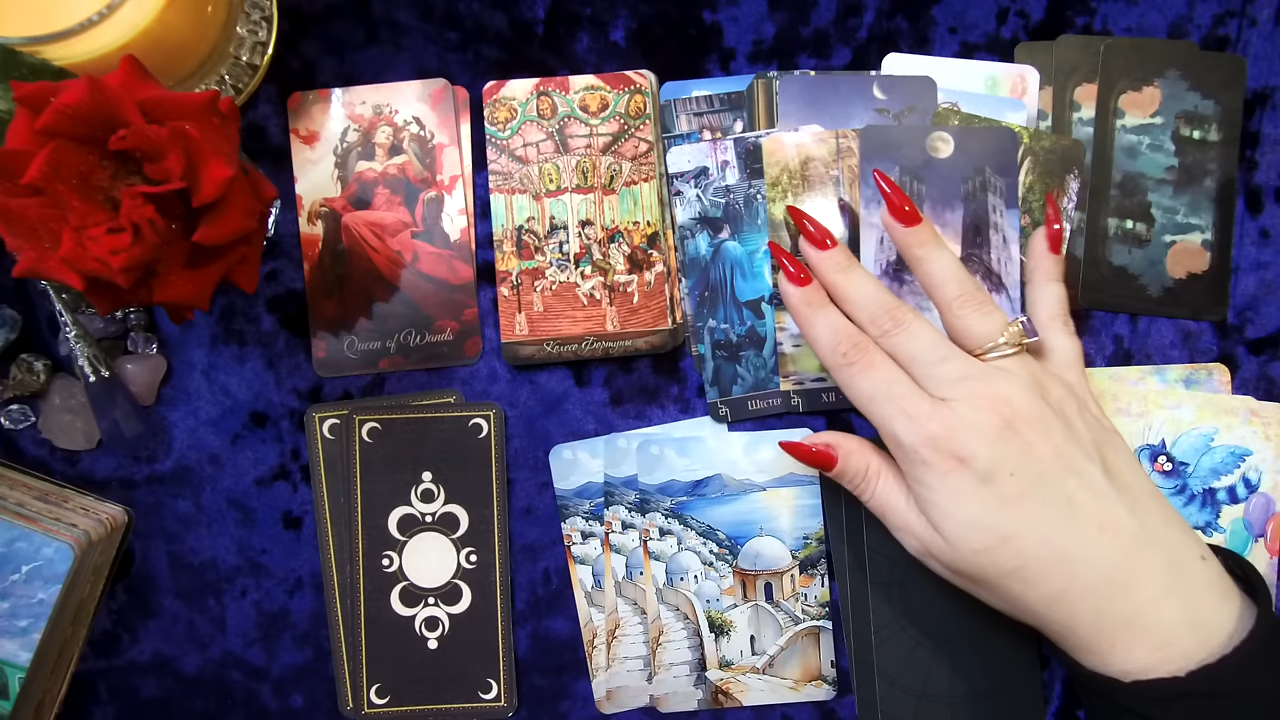 Queen of Wands
Колесо Фортуны
Шестер
XII -